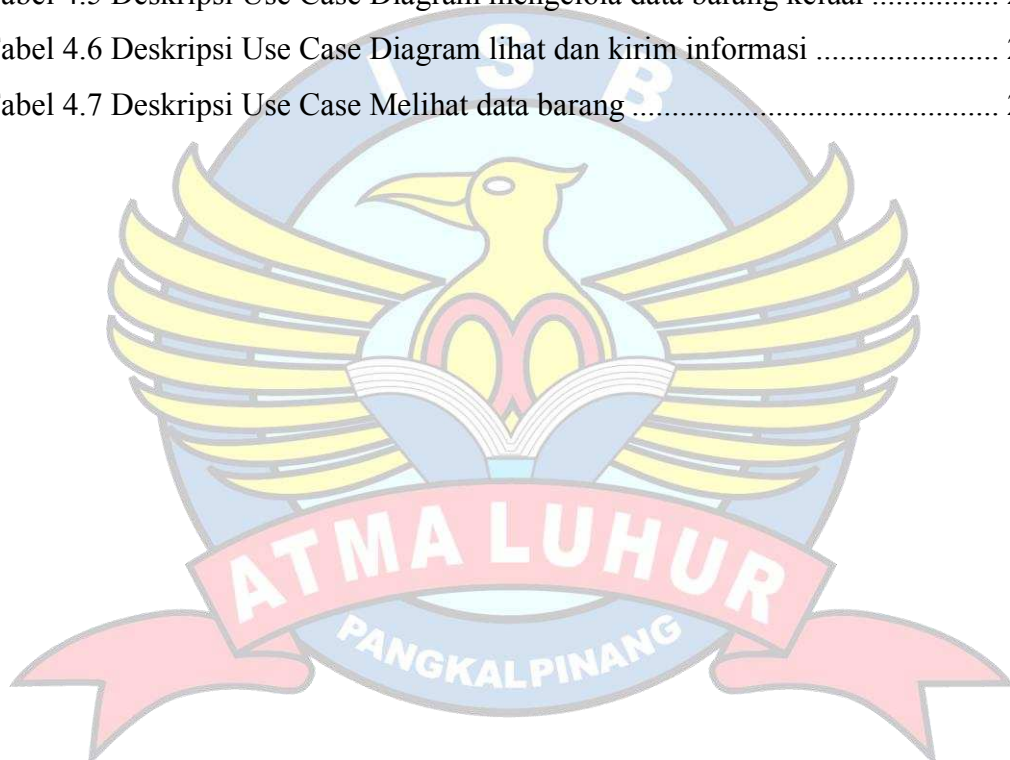 Tabel 4.5 Deskripsi Use Case Diagram mengelola data barang keluar ................
Tabel 4.6 Deskripsi Use Case Diagram lihat dan kirim informasi .......................
Tabel 4.7 Deskripsi Use Case Melihat data barang ..............................................
I S B
ATMA LUHUR
PANGKALPINANG